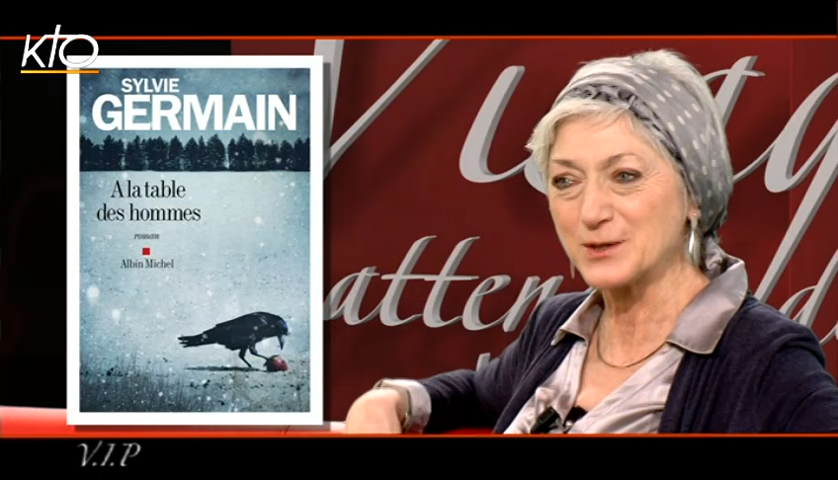 kto
SYLVIE
GERMAIN
A la table
des hommes
roman
Albin Michel
V.I.P